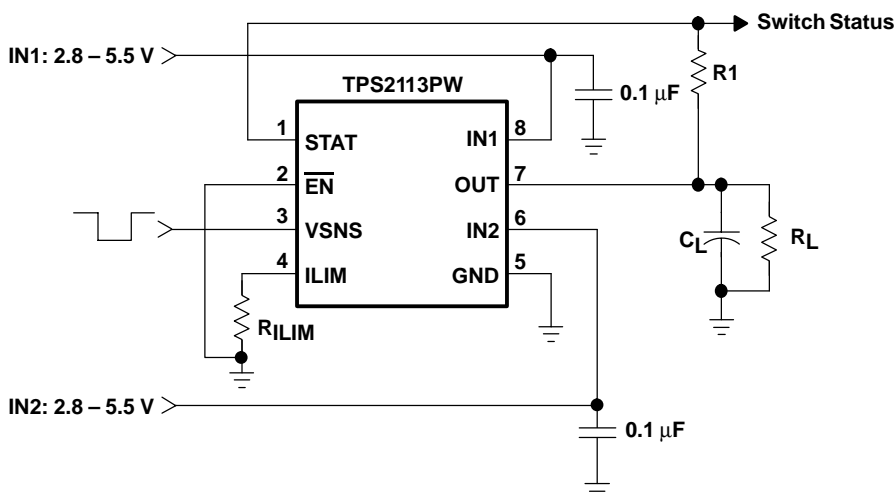 Switch Status
IN1: 2.8 – 5.5 V
R1
TPS2113PW
0.1 µF
1
STAT
IN1
8
2
EN
OUT
7
3
VSNS
IN2
6
4
ILIM
GND
5
CL
RL
RILIM
IN2: 2.8 – 5.5 V
0.1 µF